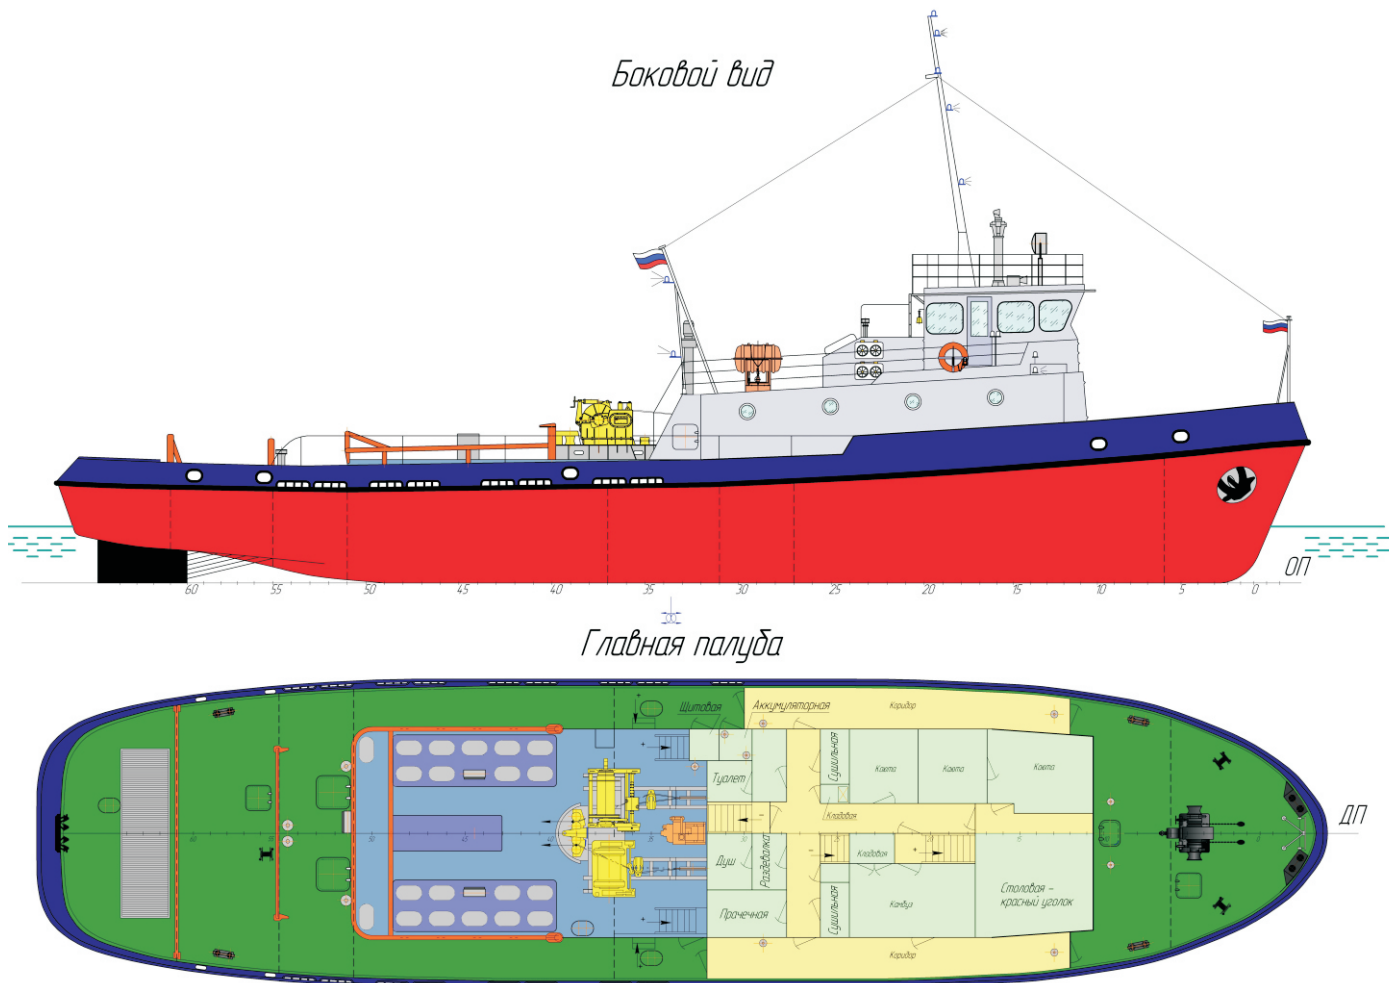 Боковой вид
ОП
60 55 50 45 40 35 30 25 20 15 10 5 0
Главная палуба
Щитовая
Аккумуляторная
Коридор
Туалет
Сушильная
Каюта
Каюта
Каюта
Кладовая
ДП
Душ
Раздевалка
Кладовая
Столовая –
красный уголок
Прачечная
Сушильная
Камбуз
Коридор